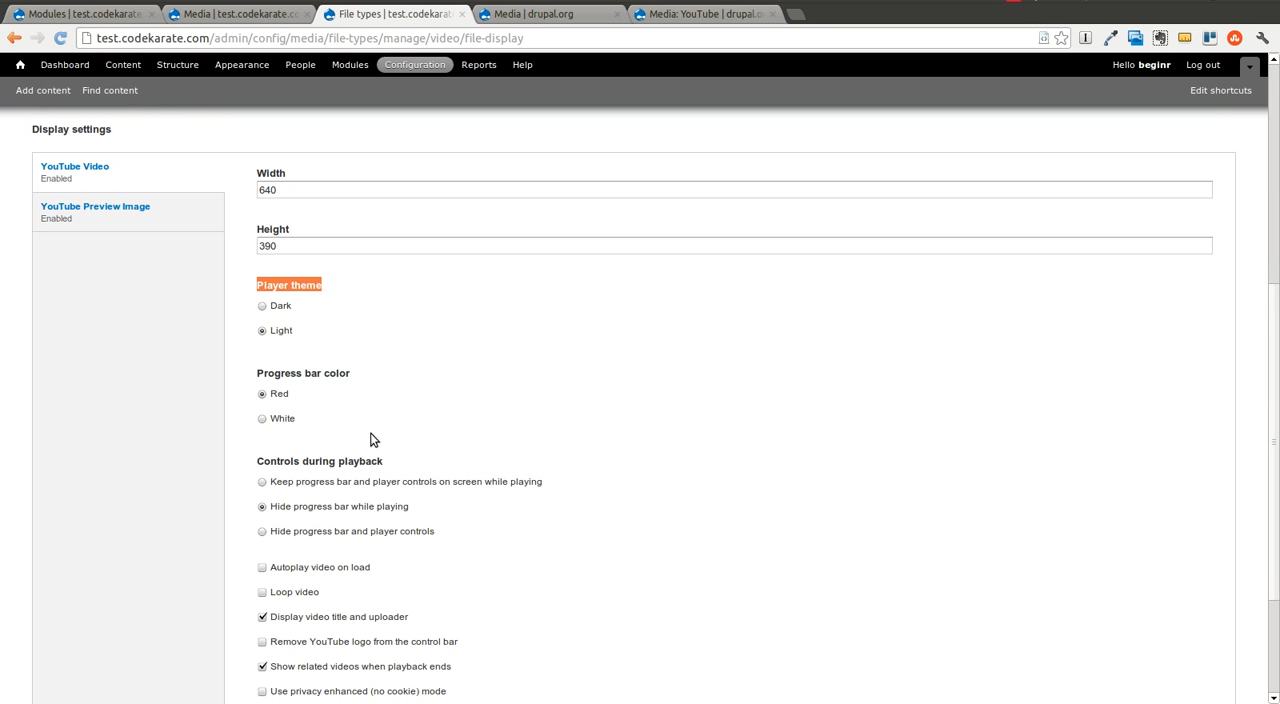 Modules | test.codekarate
Media | test.codekarate.c
File types | test.codekarat
Media | drupal.org
Media: YouTube | drupal.o
test.codekarate.com/admin/config/media/file-types/manage/video/file-display
Dashboard Content Structure Appearance People Modules Configuration Reports Help Hello beginr Log out
Add content Find content Edit shortcuts
Display settings
YouTube Video
Enabled
YouTube Preview Image
Enabled
Width
640
Height
390
Player theme
Dark
Light
Progress bar color
Red
White
Controls during playback
Keep progress bar and player controls on screen while playing
Hide progress bar while playing
Hide progress bar and player controls
Autoplay video on load
Loop video
Display video title and uploader
Remove YouTube logo from the control bar
Show related videos when playback ends
Use privacy enhanced (no cookie) mode